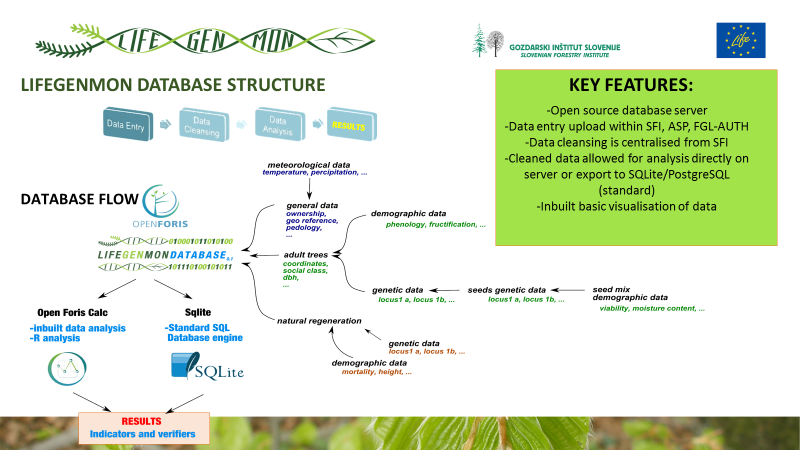 LIFE GEN MON
GOZDARSKI INŠTITUT SLOVENIJE
SLOVENIAN FORESTRY INSTITUTE
Life
LIFEGENMON DATABASE STRUCTURE
Data Entry
Data
Cleansing
Data
Analysis
RESULTS
KEY FEATURES:
-Open source database server
-Data entry upload within SFI, ASP, FGL-AUTH
-Data cleansing is centralised from SFI
-Cleaned data allowed for analysis directly on
server or export to SQLite/PostgreSQL
(standard)
-Inbuilt basic visualisation of data
DATABASE FLOW
OPENFORIS
010001011010100
LIFEGENMONDATABASE0.1
101110100101011
meteorological data
temperature, percipitation, ...
general data
ownership,
geo reference,
pedology,
...
demographic data
phenology, fructification, ...
adult trees
coordinates,
social class,
dbh,
...
genetic data
locus1 a, locus 1b, ...
seeds genetic data
locus1 a, locus 1b, ...
seed mix
demographic data
viability, moisture content, ...
natural regeneration
genetic data
locus1 a, locus 1b, ...
demographic data
mortality, height, ...
Open Foris Calc
-inbuilt data analysis
-R analysis
Sqlite
-Standard SQL
Database engine
SQLite
RESULTS
Indicators and verifiers